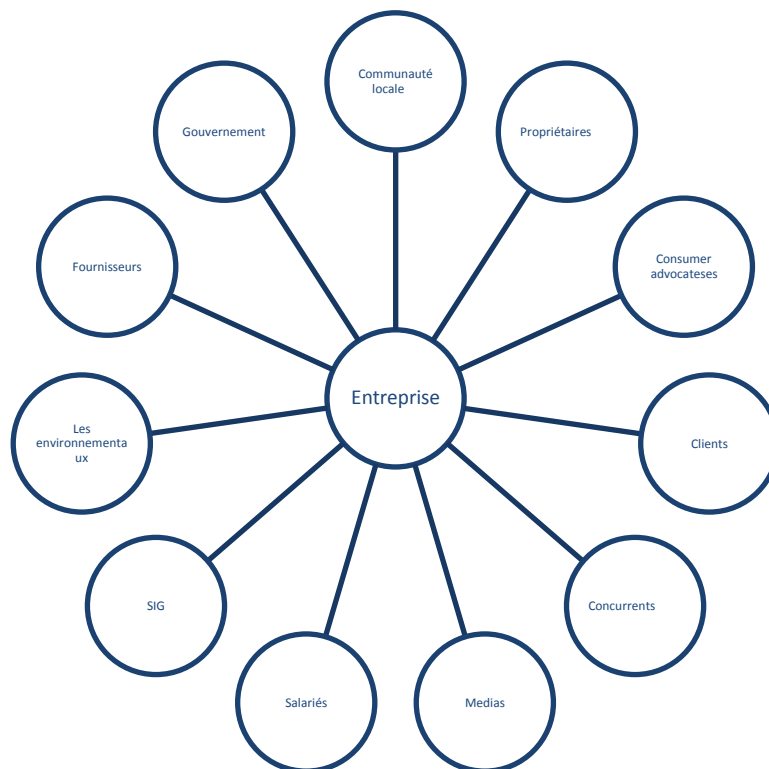 Communauté
locale
Gouvernement
Propriétaires
Fournisseurs
Consumer
advocateses
Entreprise
Les
environnementa
ux
Clients
SIG
Concurrents
Salariés
Medias